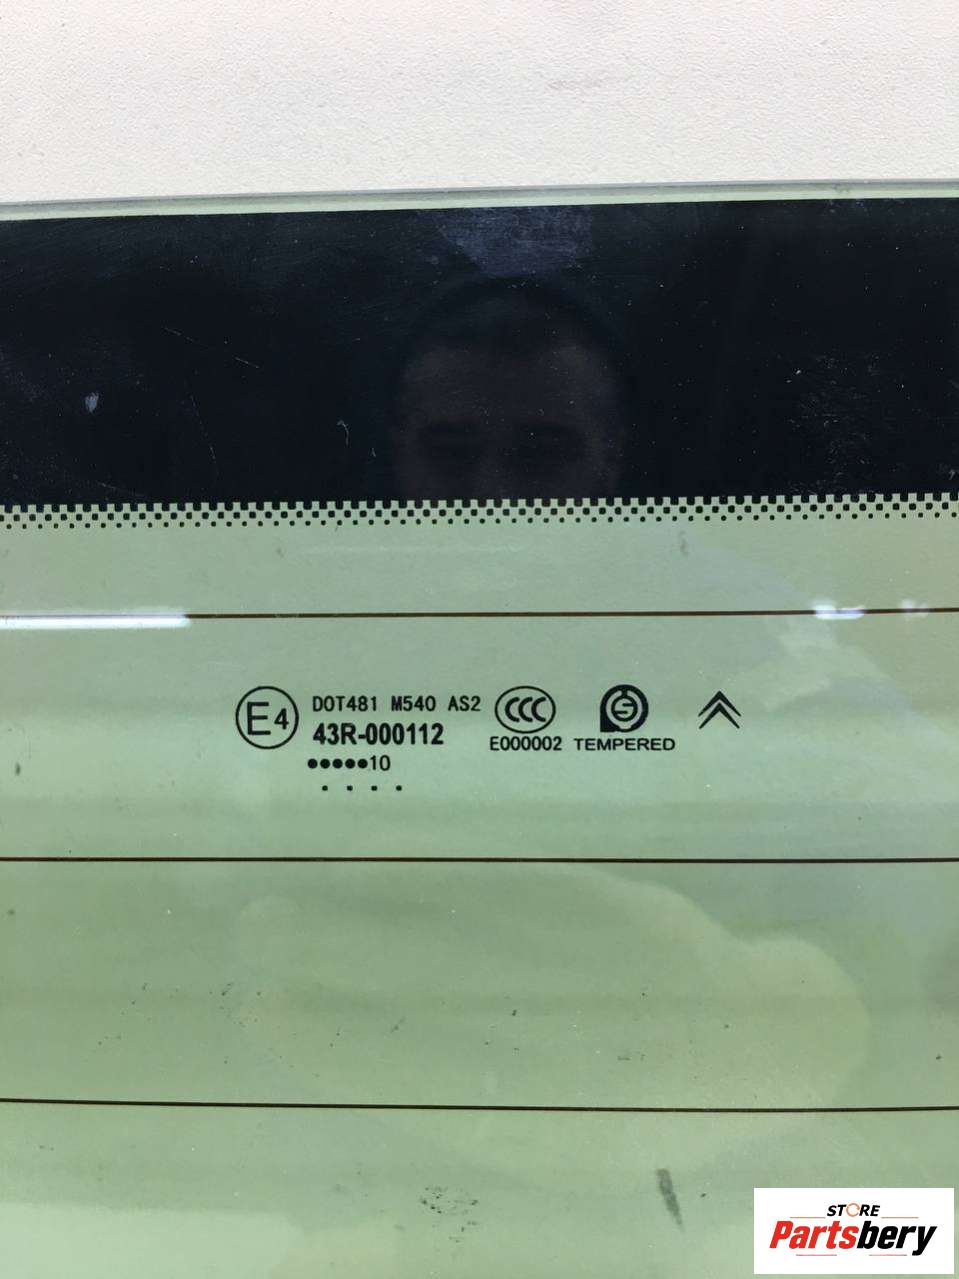 E4
DOT481 M540 AS2
43R-000112
•••••10
. . . .
CCC
E000002
TEMPERED
STORE
Partsbery